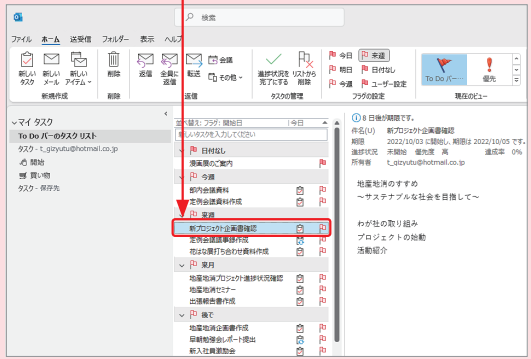 検索
ファイル ホーム 送受信 フォルダー 表示 ヘルプ
新しい
タスク
新しい
メール
新しい
アイテム
削除
返信
全員に
返信
転送
会議
その他
進捗状況を
完了にする
リストから
削除
今日
明日
今週
来週
日付なし
ユーザー設定
To Do バー…
優先
新規作成
削除
返信
タスクの管理
フラグの設定
現在のビュー
マイ タスク
To Do バーのタスク リスト
タスク - t_gizyutu@hotmail.co.jp
開始
買い物
タスク - 保存先
並べ替え: フラグ: 開始日 今日
新しいタスクを入力してください
日付なし
漫画展のご案内
今週
部内会議資料
定例会議資料作成
来週
新プロジェクト企画書確認
定例会議議事録作成
花はな展打ち合わせ資料作成
来月
地産地消プロジェクト進捗状況確認
地産地消セミナー
出張報告書作成
後で
地産地消企画書作成
早朝勉強会レポート提出
新入社員激励会
8 日後が期限です。
件名(U) 新プロジェクト企画書確認
期限 2022/10/03 に開始し、期限は 2022/10/05 です。
進捗状況 未開始 優先度 高 達成率 0%
所有者 t_gizyutu@hotmail.co.jp
地産地消のすすめ
～サステナブルな社会を目指して～
わが社の取り組み
プロジェクトの始動
活動紹介